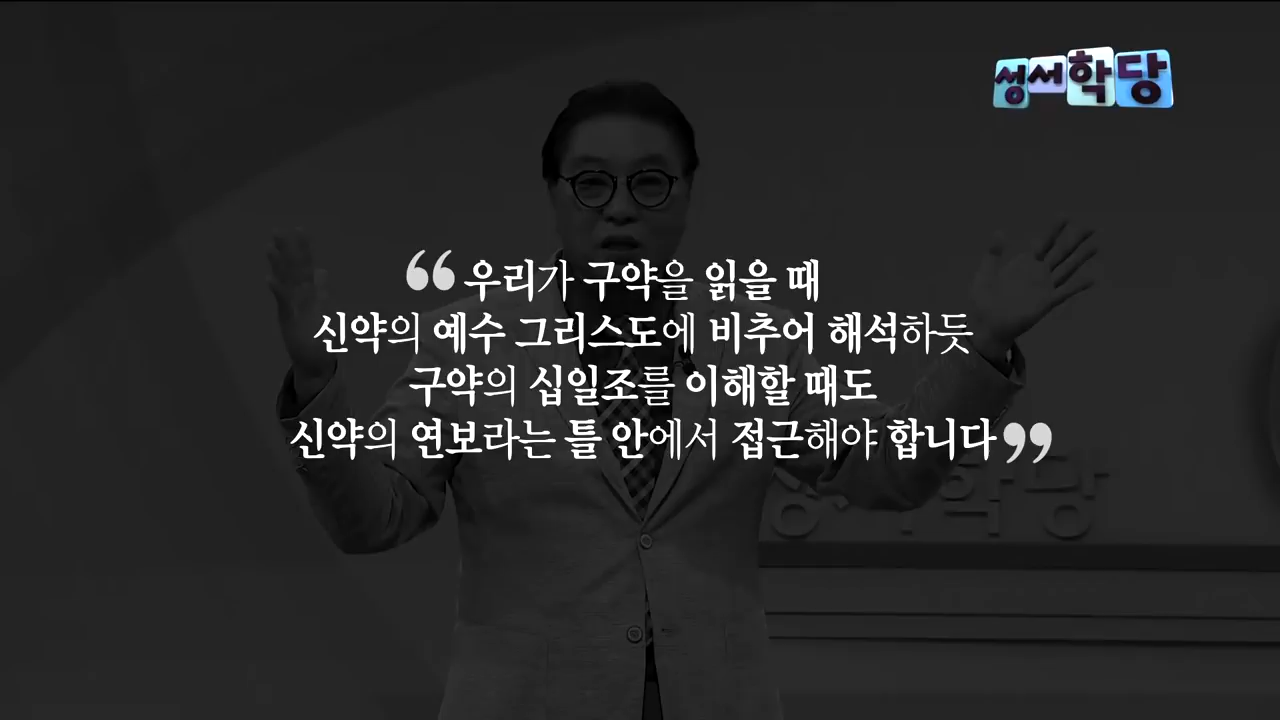 성서학당
“우리가 구약을 읽을 때
신약의 예수 그리스도에 비추어 해석하듯
구약의 십일조를 이해할 때도
신약의 연보라는 틀 안에서 접근해야 합니다”
학당